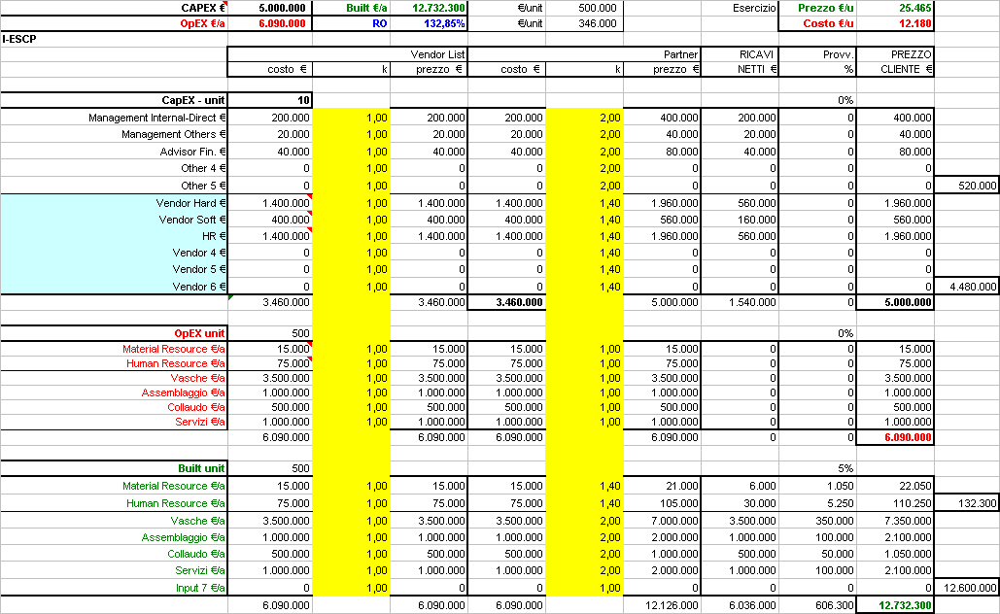 CAPEX € 5.000.000 Built €/a 12.732.300 €/unit 500.000 Esercizio Prezzo €/u 25.465
OpEX €/a 6.090.000 RO 132,85% €/unit 346.000 Costo €/u 12.180
I-ESCP
Vendor List Partner RICAVI Provv. PREZZO
costo € k prezzo € costo € k prezzo € NETTI € % CLIENTE €
CapEX - unit 10 0%
Management Internal-Direct € 200.000 1,00 200.000 200.000 2,00 400.000 200.000 0 400.000
Management Others € 20.000 1,00 20.000 20.000 2,00 40.000 20.000 0 40.000
Advisor Fin. € 40.000 1,00 40.000 40.000 2,00 80.000 40.000 0 80.000
Other 4 € 0 1,00 0 0 2,00 0 0 0 0
Other 5 € 0 1,00 0 0 2,00 0 0 0 0 520.000
Vendor Hard € 1.400.000 1,00 1.400.000 1.400.000 1,40 1.960.000 560.000 0 1.960.000
Vendor Soft € 400.000 1,00 400.000 400.000 1,40 560.000 160.000 0 560.000
HR € 1.400.000 1,00 1.400.000 1.400.000 1,40 1.960.000 560.000 0 1.960.000
Vendor 4 € 0 1,00 0 0 1,40 0 0 0 0
Vendor 5 € 0 1,00 0 0 1,40 0 0 0 0
Vendor 6 € 0 1,00 0 0 1,40 0 0 0 0 4.480.000
3.460.000 3.460.000 3.460.000 5.000.000 1.540.000 0 5.000.000
OpEX unit 500 0%
Material Resource €/a 15.000 1,00 15.000 15.000 1,00 15.000 0 0 15.000
Human Resource €/a 75.000 1,00 75.000 75.000 1,00 75.000 0 0 75.000
Vasche €/a 3.500.000 1,00 3.500.000 3.500.000 1,00 3.500.000 0 0 3.500.000
Assemblaggio €/a 1.000.000 1,00 1.000.000 1.000.000 1,00 1.000.000 0 0 1.000.000
Collaudo €/a 500.000 1,00 500.000 500.000 1,00 500.000 0 0 500.000
Servizi €/a 1.000.000 1,00 1.000.000 1.000.000 1,00 1.000.000 0 0 1.000.000
6.090.000 6.090.000 6.090.000 6.090.000 0 0 6.090.000
Built unit 500 5%
Material Resource €/a 15.000 1,00 15.000 15.000 1,40 21.000 6.000 1.050 22.050
Human Resource €/a 75.000 1,00 75.000 75.000 1,40 105.000 30.000 5.250 110.250 132.300
Vasche €/a 3.500.000 1,00 3.500.000 3.500.000 2,00 7.000.000 3.500.000 350.000 7.350.000
Assemblaggio €/a 1.000.000 1,00 1.000.000 1.000.000 2,00 2.000.000 1.000.000 100.000 2.100.000
Collaudo €/a 500.000 1,00 500.000 500.000 2,00 1.000.000 500.000 50.000 1.050.000
Servizi €/a 1.000.000 1,00 1.000.000 1.000.000 2,00 2.000.000 1.000.000 100.000 2.100.000
Input 7 €/a 0 1,00 0 0 1,00 0 0 0 0 12.600.000
6.090.000 6.090.000 6.090.000 12.126.000 6.036.000 606.300 12.732.300